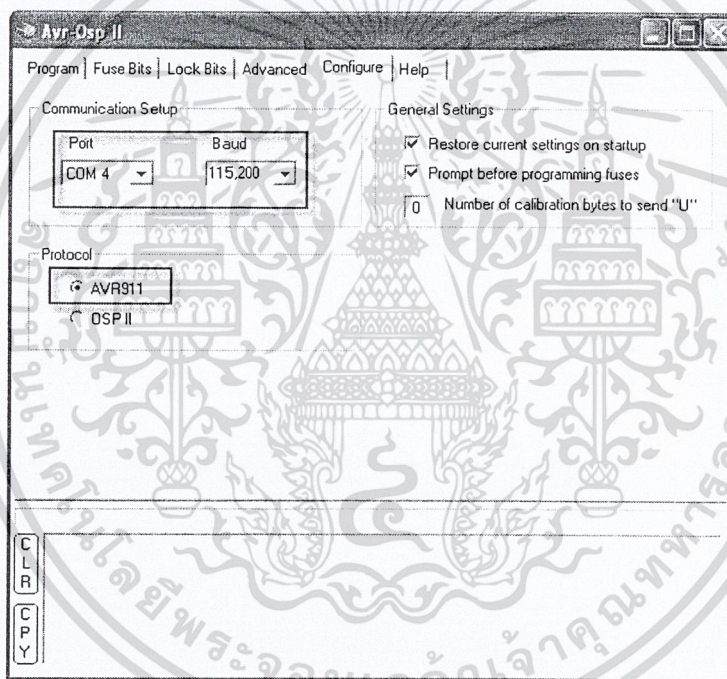 Avr-Osp II
Program Fuse Bits Lock Bits Advanced Configure Help
Communication Setup
Port Baud
COM 4 115,200
General Settings
Restore current settings on startup
Prompt before programming fuses
0 Number of calibration bytes to send "U"
Protocol
AVR911
OSP II
CLR
CPY